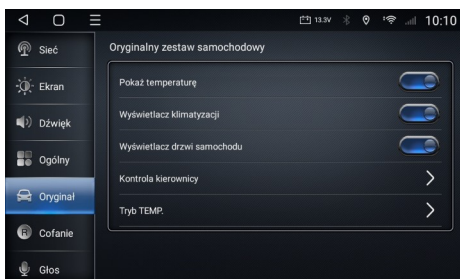 13.3V 10:10
Sieć
Ekran
Dźwięk
Ogólny
Oryginał
R Cofanie
Głos
Oryginalny zestaw samochodowy
Pokaż temperaturę
Wyświetlacz klimatyzacji
Wyświetlacz drzwi samochodu
Kontrola kierownicy
Tryb TEMP.